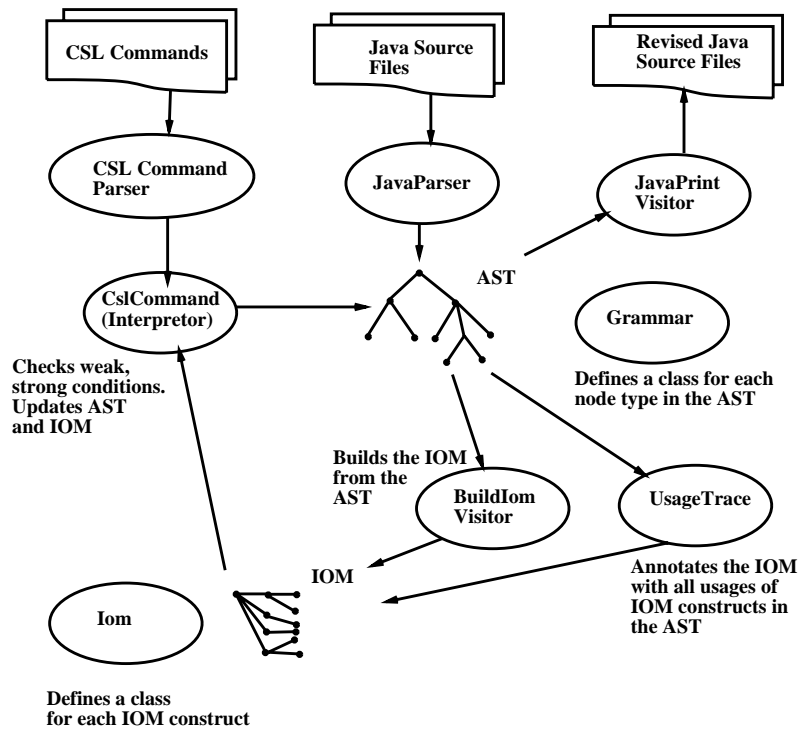 CSL Commands
Java Source
Files
Revised Java
Source Files
CSL Command
Parser
JavaParser
JavaPrint
Visitor
AST
CslCommand
(Interpretor)
Grammar
Checks weak,
strong conditions.
Updates AST
and IOM
Defines a class for each
node type in the AST
Builds the IOM
from the
AST
BuildIom
Visitor
UsageTrace
IOM
Annotates the IOM
with all usages of
IOM constructs in
the AST
Iom
Defines a class
for each IOM construct